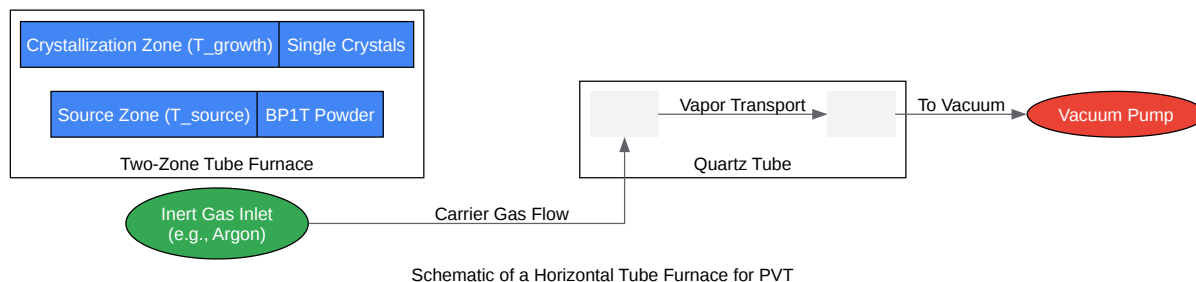 Crystallization Zone (T_growth) Single Crystals
Source Zone (T_source) BP1T Powder
Two-Zone Tube Furnace
Vapor Transport
To Vacuum
Vacuum Pump
Quartz Tube
Inert Gas Inlet
(e.g., Argon)
Carrier Gas Flow
Schematic of a Horizontal Tube Furnace for PVT